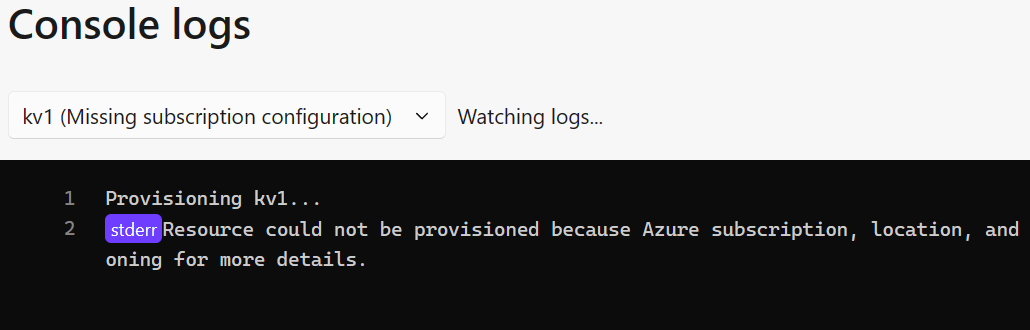 Console logs
kv1 (Missing subscription configuration) Watching logs...
1 Provisioning kv1...
2 stderr Resource could not be provisioned because Azure subscription, location, and
oning for more details.